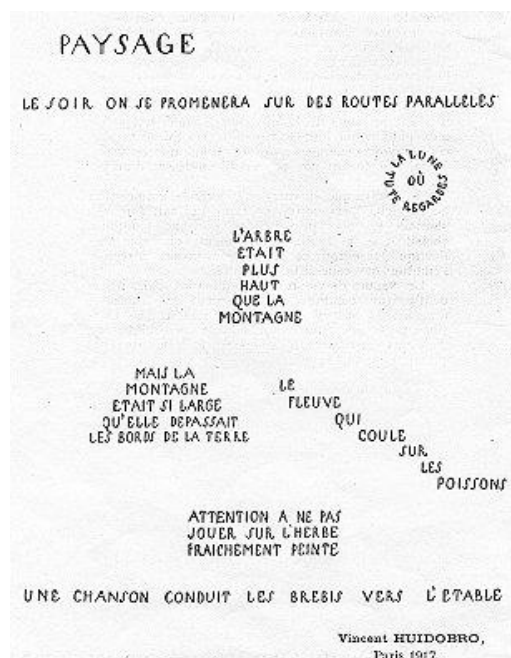 PAYSAGE
LE SOIR ON SE PROMENERA SUR DES ROUTES PARALLELES
LA LUNE
OÙ
TU TE REGARDES
L'ARBRE
ETAIT
PLUS
HAUT
QUE LA
MONTAGNE
MAIS LA
MONTAGNE
ETAIT SI LARGE
QU'ELLE DEPASSAIT
LES BORDS DE LA TERRE
LE
FLEUVE
QUI
COULE
SUR
LES
POISSONS
ATTENTION A NE PAS
JOUER SUR L'HERBE
FRAICHEMENT PEINTE
UNE CHANSON CONDUIT LES BREBIS VERS L'ETABLE
Vincent HUIDOBRO,
Paris 1917